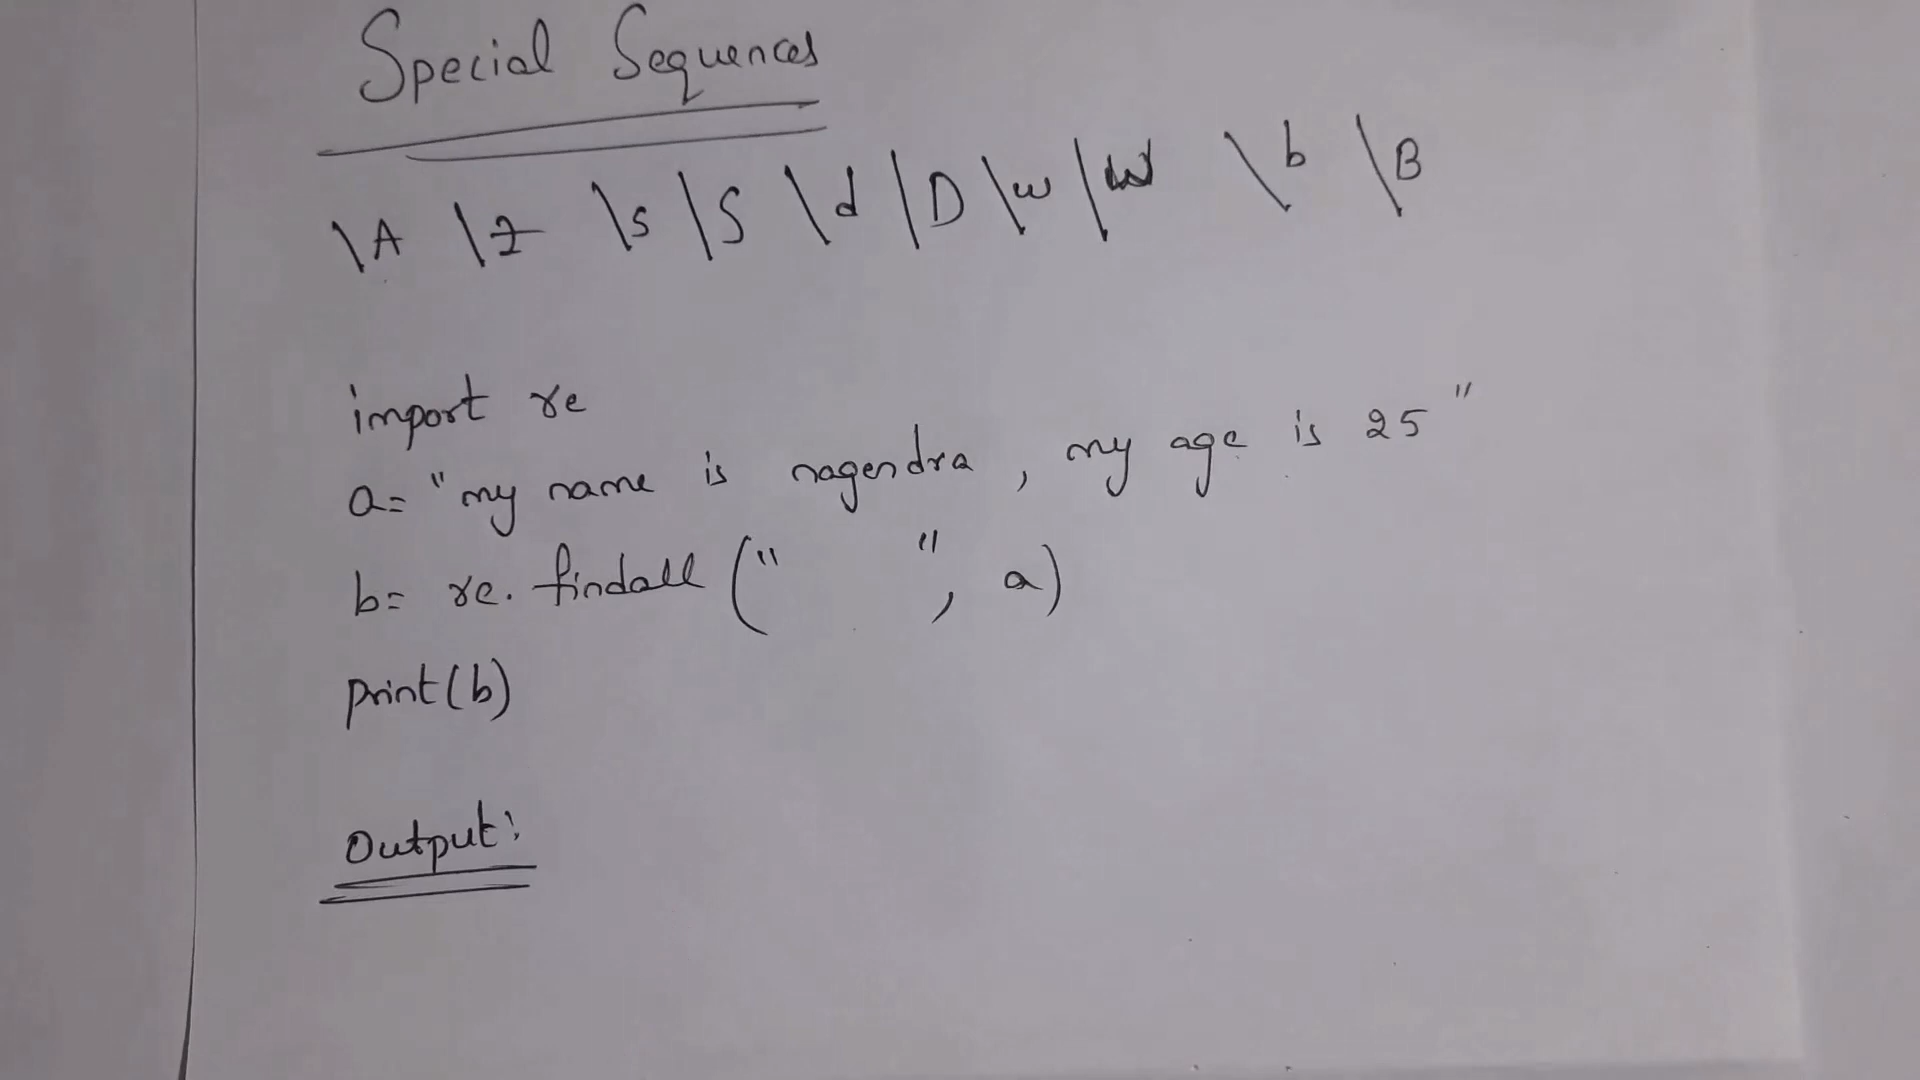 Special Sequences
\A \Z \s \S \d \D \w \W \b \B
import re
a= "my name is nagendra, my age is 25"
b= re.findall("      ", a)
print(b)
Output: